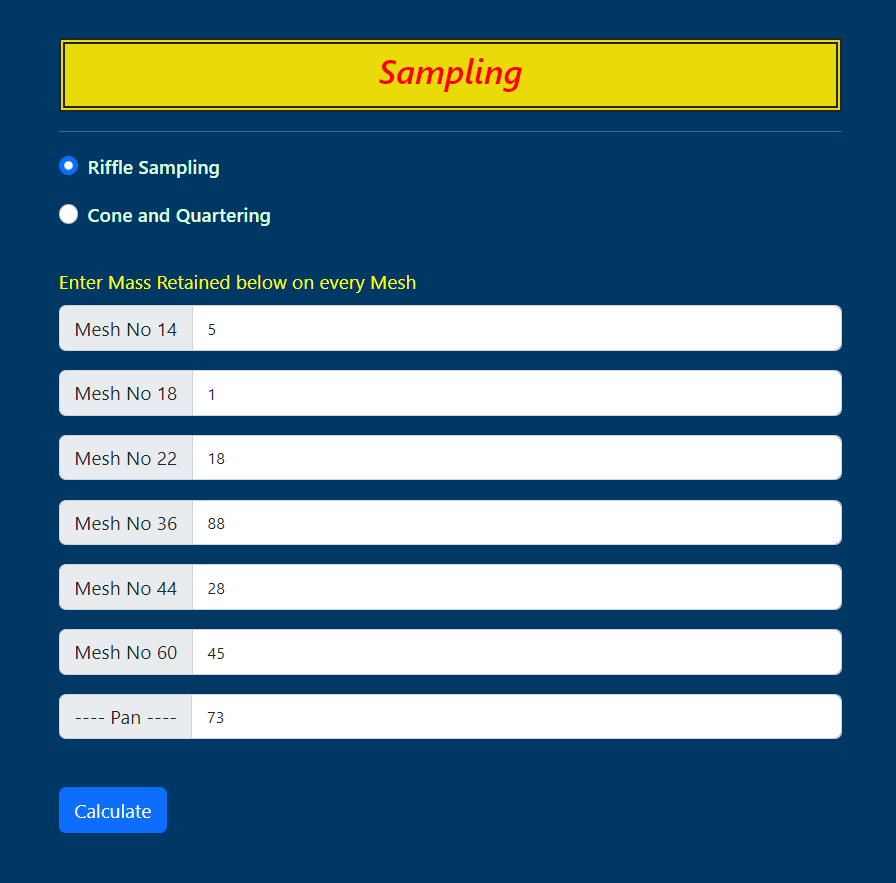 Sampling
Riffle Sampling
Cone and Quartering
Enter Mass Retained below on every Mesh
Mesh No 14 5
Mesh No 18 1
Mesh No 22 18
Mesh No 36 88
Mesh No 44 28
Mesh No 60 45
---- Pan ---- 73
Calculate